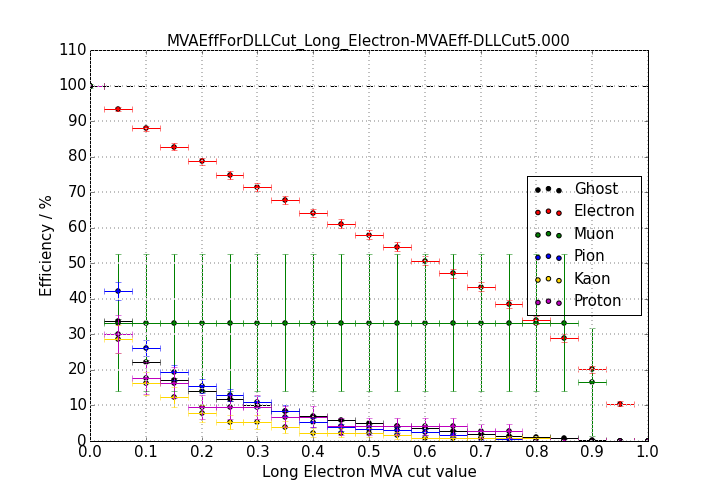 MVAEffForDLLCut_Long_Electron-MVAEff-DLLCut5.000
110
100
90
80
70
60
50
40
30
20
10
0
Efficiency / %
Ghost
Electron
Muon
Pion
Kaon
Proton
0.0 0.1 0.2 0.3 0.4 0.5 0.6 0.7 0.8 0.9 1.0
Long Electron MVA cut value